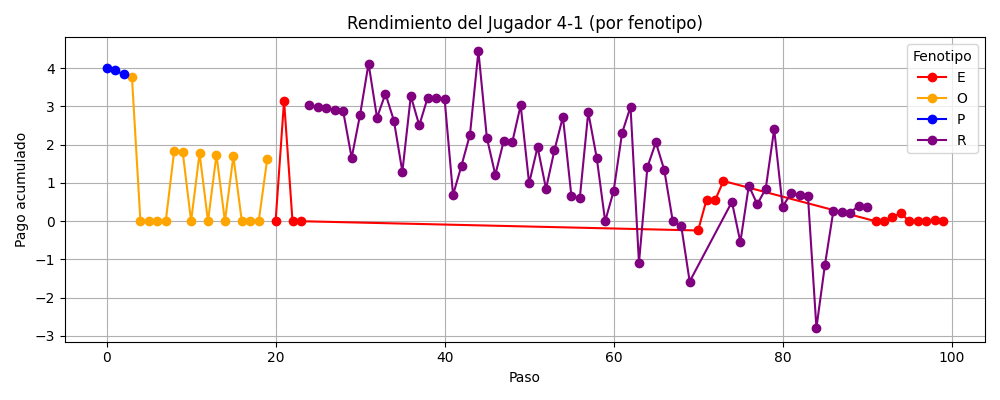 Rendimiento del Jugador 4-1 (por fenotipo)
Pago acumulado
4
3
2
1
0
−1
−2
−3
0
20
40
60
80
100
Paso
Fenotipo
E
O
P
R